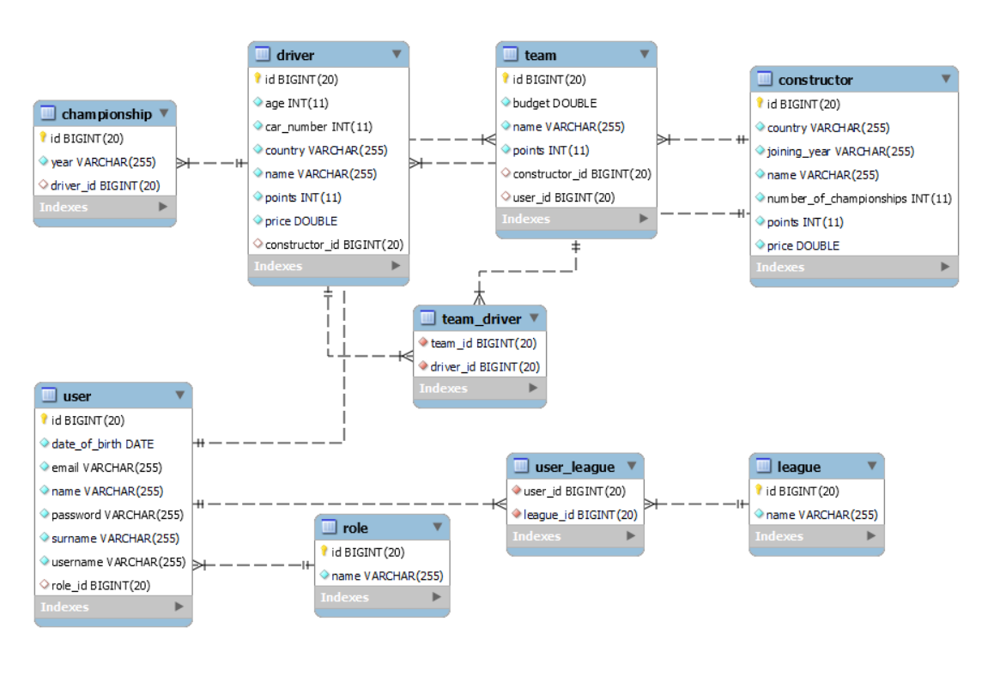 driver
id BIGINT(20)
age INT(11)
car_number INT(11)
country VARCHAR(255)
name VARCHAR(255)
points INT(11)
price DOUBLE
constructor_id BIGINT(20)
Indexes
team
id BIGINT(20)
budget DOUBLE
name VARCHAR(255)
points INT(11)
constructor_id BIGINT(20)
user_id BIGINT(20)
Indexes
constructor
id BIGINT(20)
country VARCHAR(255)
joining_year VARCHAR(255)
name VARCHAR(255)
number_of_championships INT(11)
points INT(11)
price DOUBLE
Indexes
championship
id BIGINT(20)
year VARCHAR(255)
driver_id BIGINT(20)
Indexes
team_driver
team_id BIGINT(20)
driver_id BIGINT(20)
Indexes
user
id BIGINT(20)
date_of_birth DATE
email VARCHAR(255)
name VARCHAR(255)
password VARCHAR(255)
surname VARCHAR(255)
username VARCHAR(255)
role_id BIGINT(20)
Indexes
user_league
user_id BIGINT(20)
league_id BIGINT(20)
Indexes
league
id BIGINT(20)
name VARCHAR(255)
Indexes
role
id BIGINT(20)
name VARCHAR(255)
Indexes